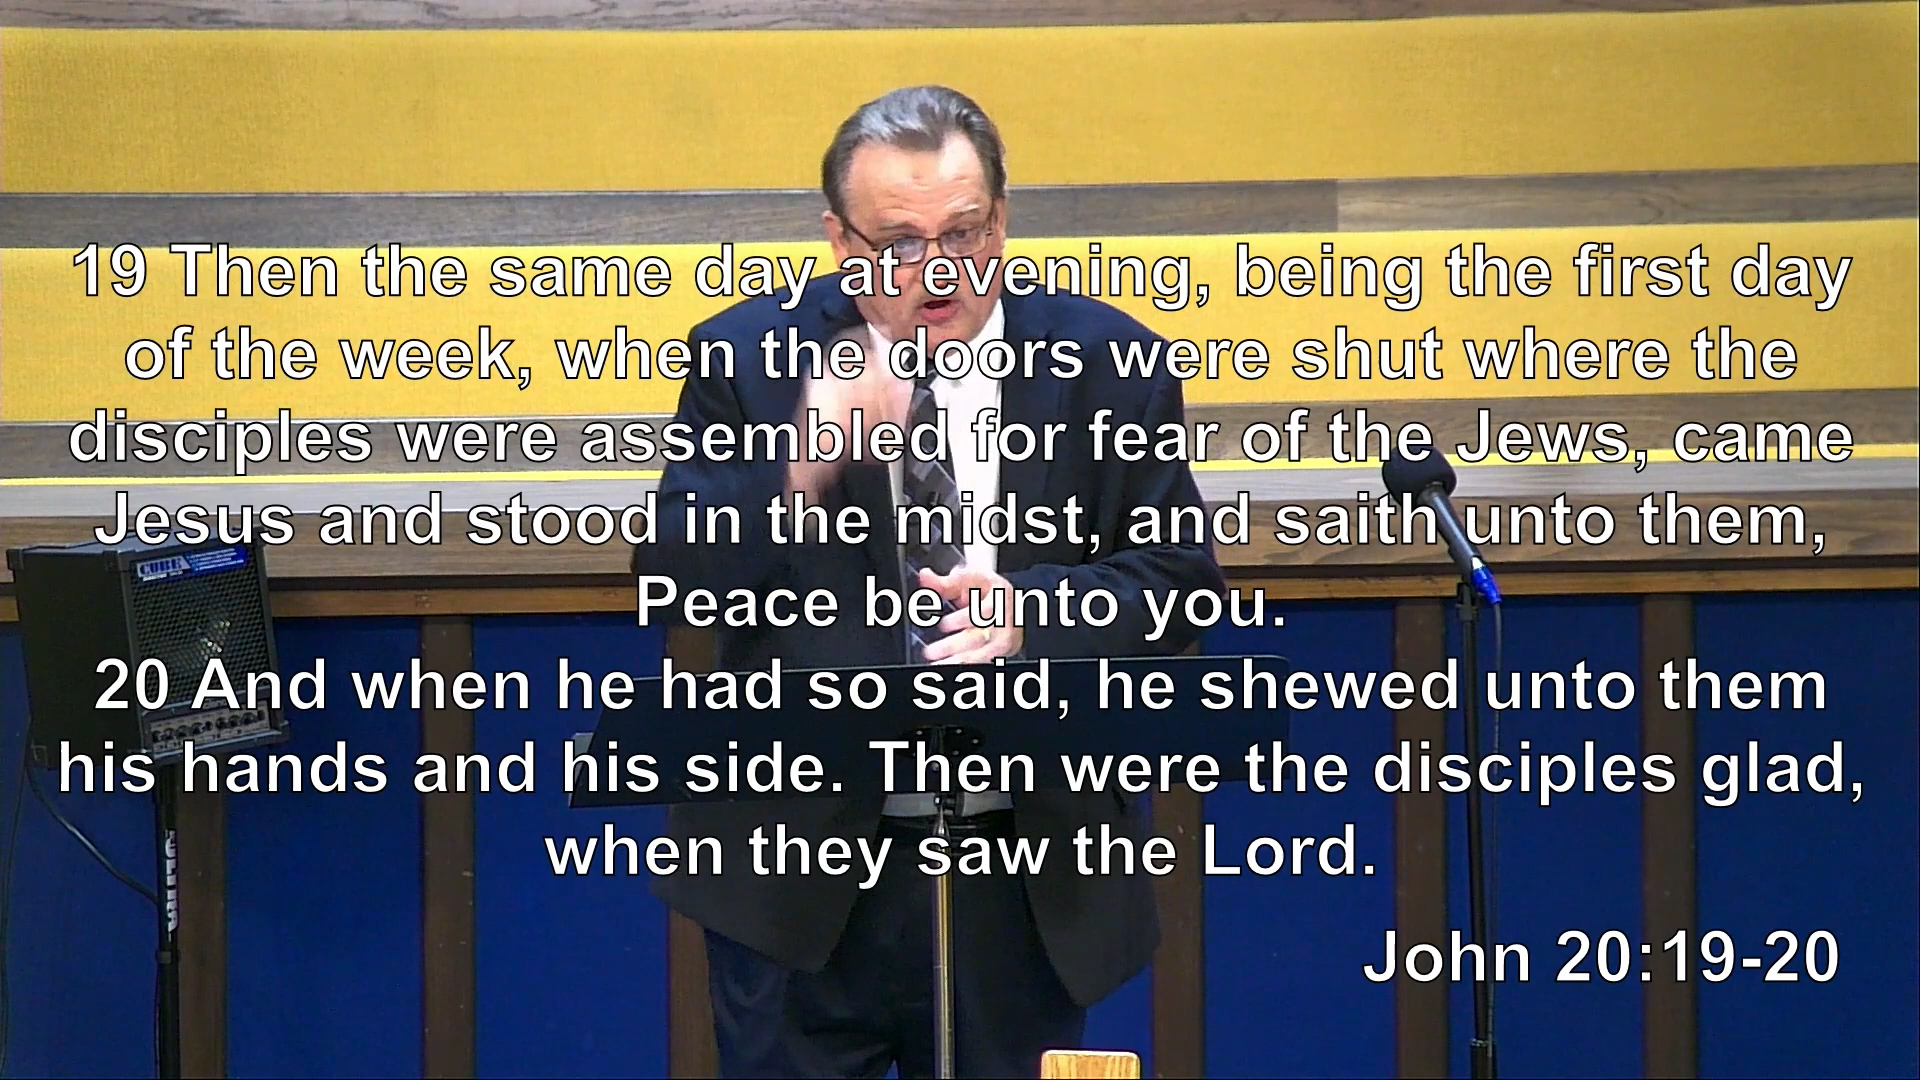 19 Then the same day at evening, being the first day
of the week, when the doors were shut where the
disciples were assembled for fear of the Jews, came
Jesus and stood in the midst, and saith unto them,
Peace be unto you.
20 And when he had so said, he shewed unto them
his hands and his side. Then were the disciples glad,
when they saw the Lord.
John 20:19-20
CUBE